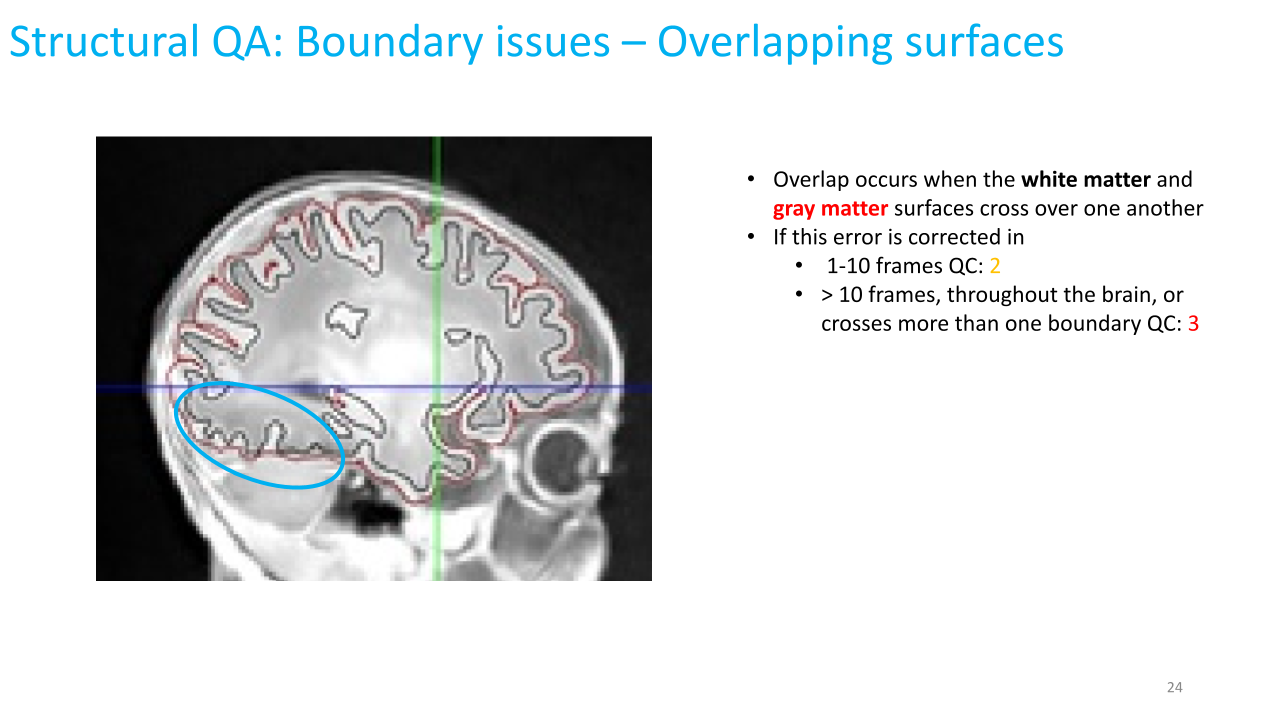 Structural QA: Boundary issues – Overlapping surfaces
• Overlap occurs when the white matter and
gray matter surfaces cross over one another
• If this error is corrected in
• 1-10 frames QC: 2
• > 10 frames, throughout the brain, or
crosses more than one boundary QC: 3
24